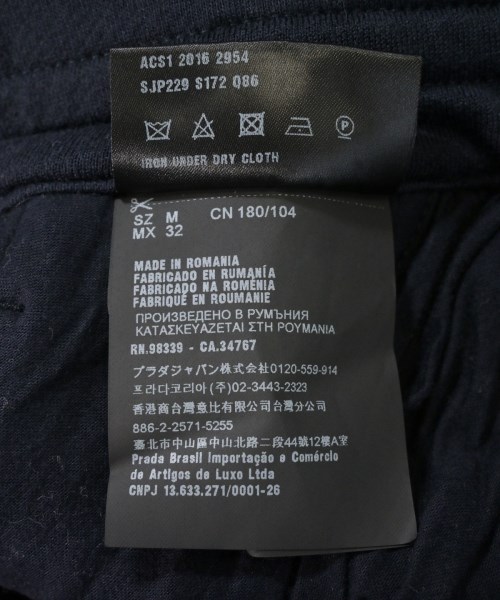 ACS1 2016 2954
SJP229 S172 Q86
IRON UNDER DRY CLOTH
SZ M CN 180/104
MX 32
MADE IN ROMANIA
FABRICADO EN RUMANÍA
FABRICADO NA ROMÉNIA
FABRIQUÉ EN ROUMANIE
ПРОИЗВЕДЕНО В РУМЪНИЯ
ΚΑΤΑΣΚΕΥΑΖΕΤΑΙ ΣΤΗ ΡΟΥΜΑΝΙΑ
RN.98339 - CA.34767
プラダジャパン株式会社0120-559-914
프라다코리아(주) 02-3443-2323
香港商台灣意比有限公司台灣分公司
886-2-2571-5255
臺北市中山區中山北路二段44號12樓A室
Prada Brasil Importação e Comércio
de Artigos de Luxo Ltda
CNPJ 13.633.271/0001-26